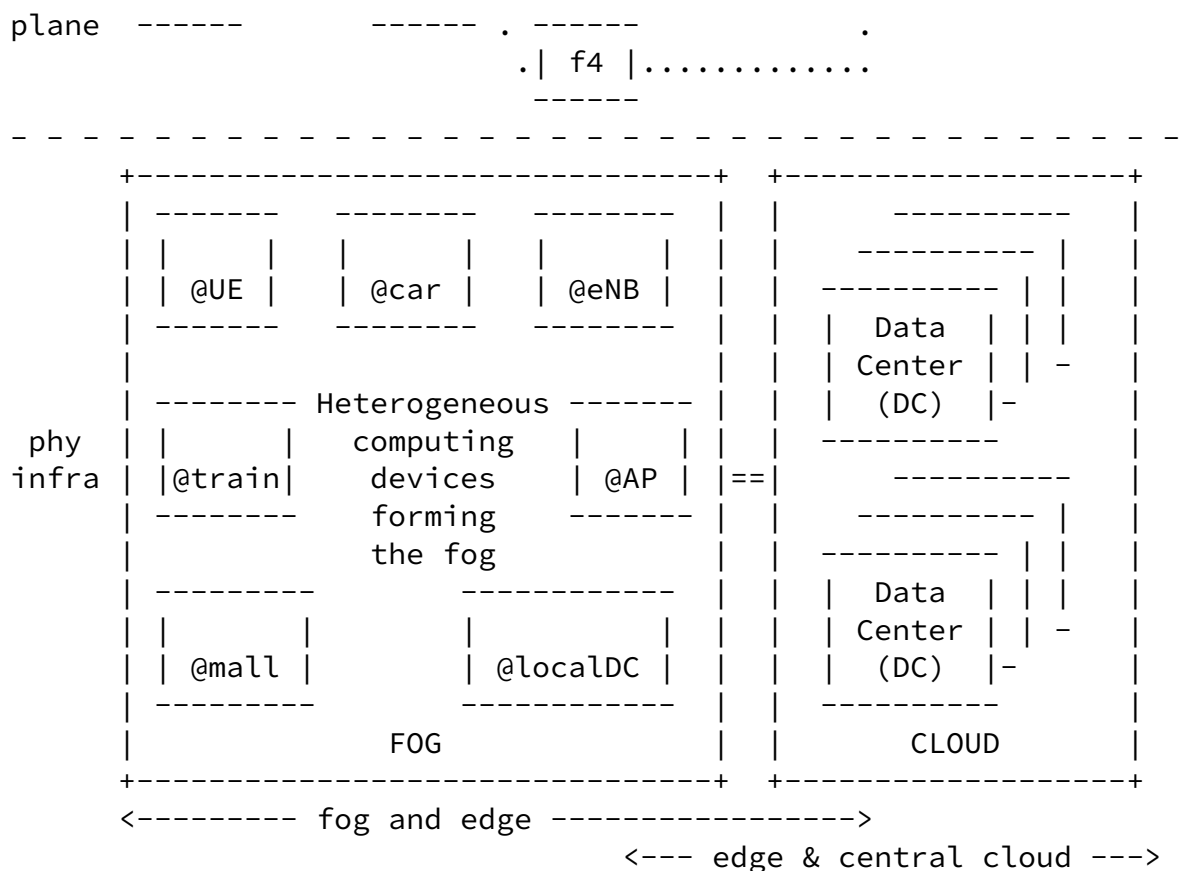 plane
f4
@UE @car @eNB
Data
Center
(DC)
Heterogeneous
phy computing
infra @train devices @AP ==
forming
the fog
Data
Center
@mall @localDC (DC)
FOG CLOUD
fog and edge
edge & central cloud